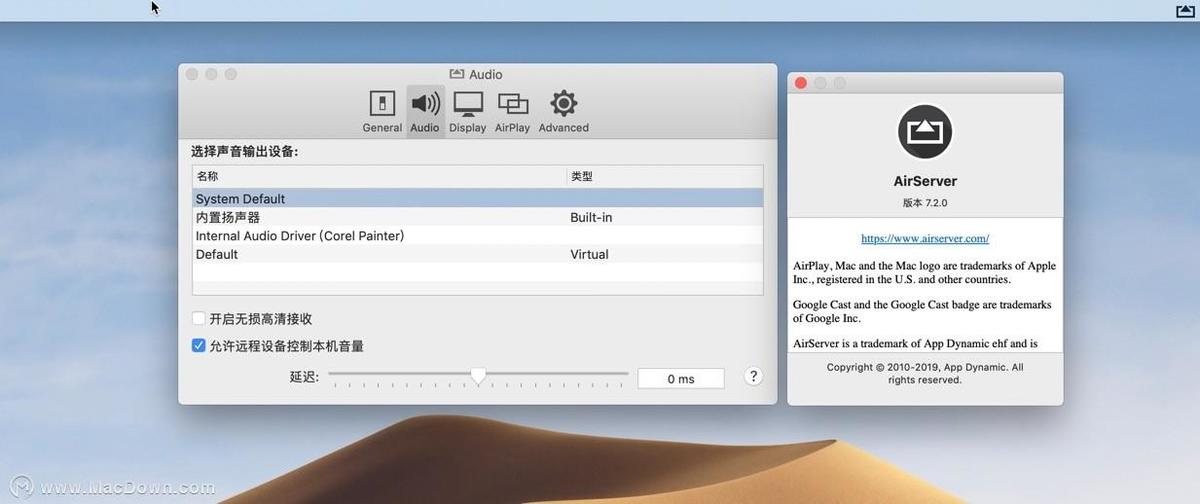 Audio
General Audio Display AirPlay Advanced
选择声音输出设备:
名称 类型
System Default
内置扬声器 Built-in
Internal Audio Driver (Corel Painter)
Default Virtual
开启无损高清接收
允许远程设备控制本机音量
延迟: 0 ms ?
AirServer
版本 7.2.0
https://www.airserver.com/
AirPlay, Mac and the Mac logo are trademarks of Apple
Inc., registered in the U.S. and other countries.
Google Cast and the Google Cast badge are trademarks
of Google Inc.
AirServer is a trademark of App Dynamic ehf and is
Copyright © 2010-2019, App Dynamic. All
rights reserved.
www.MacDown.com